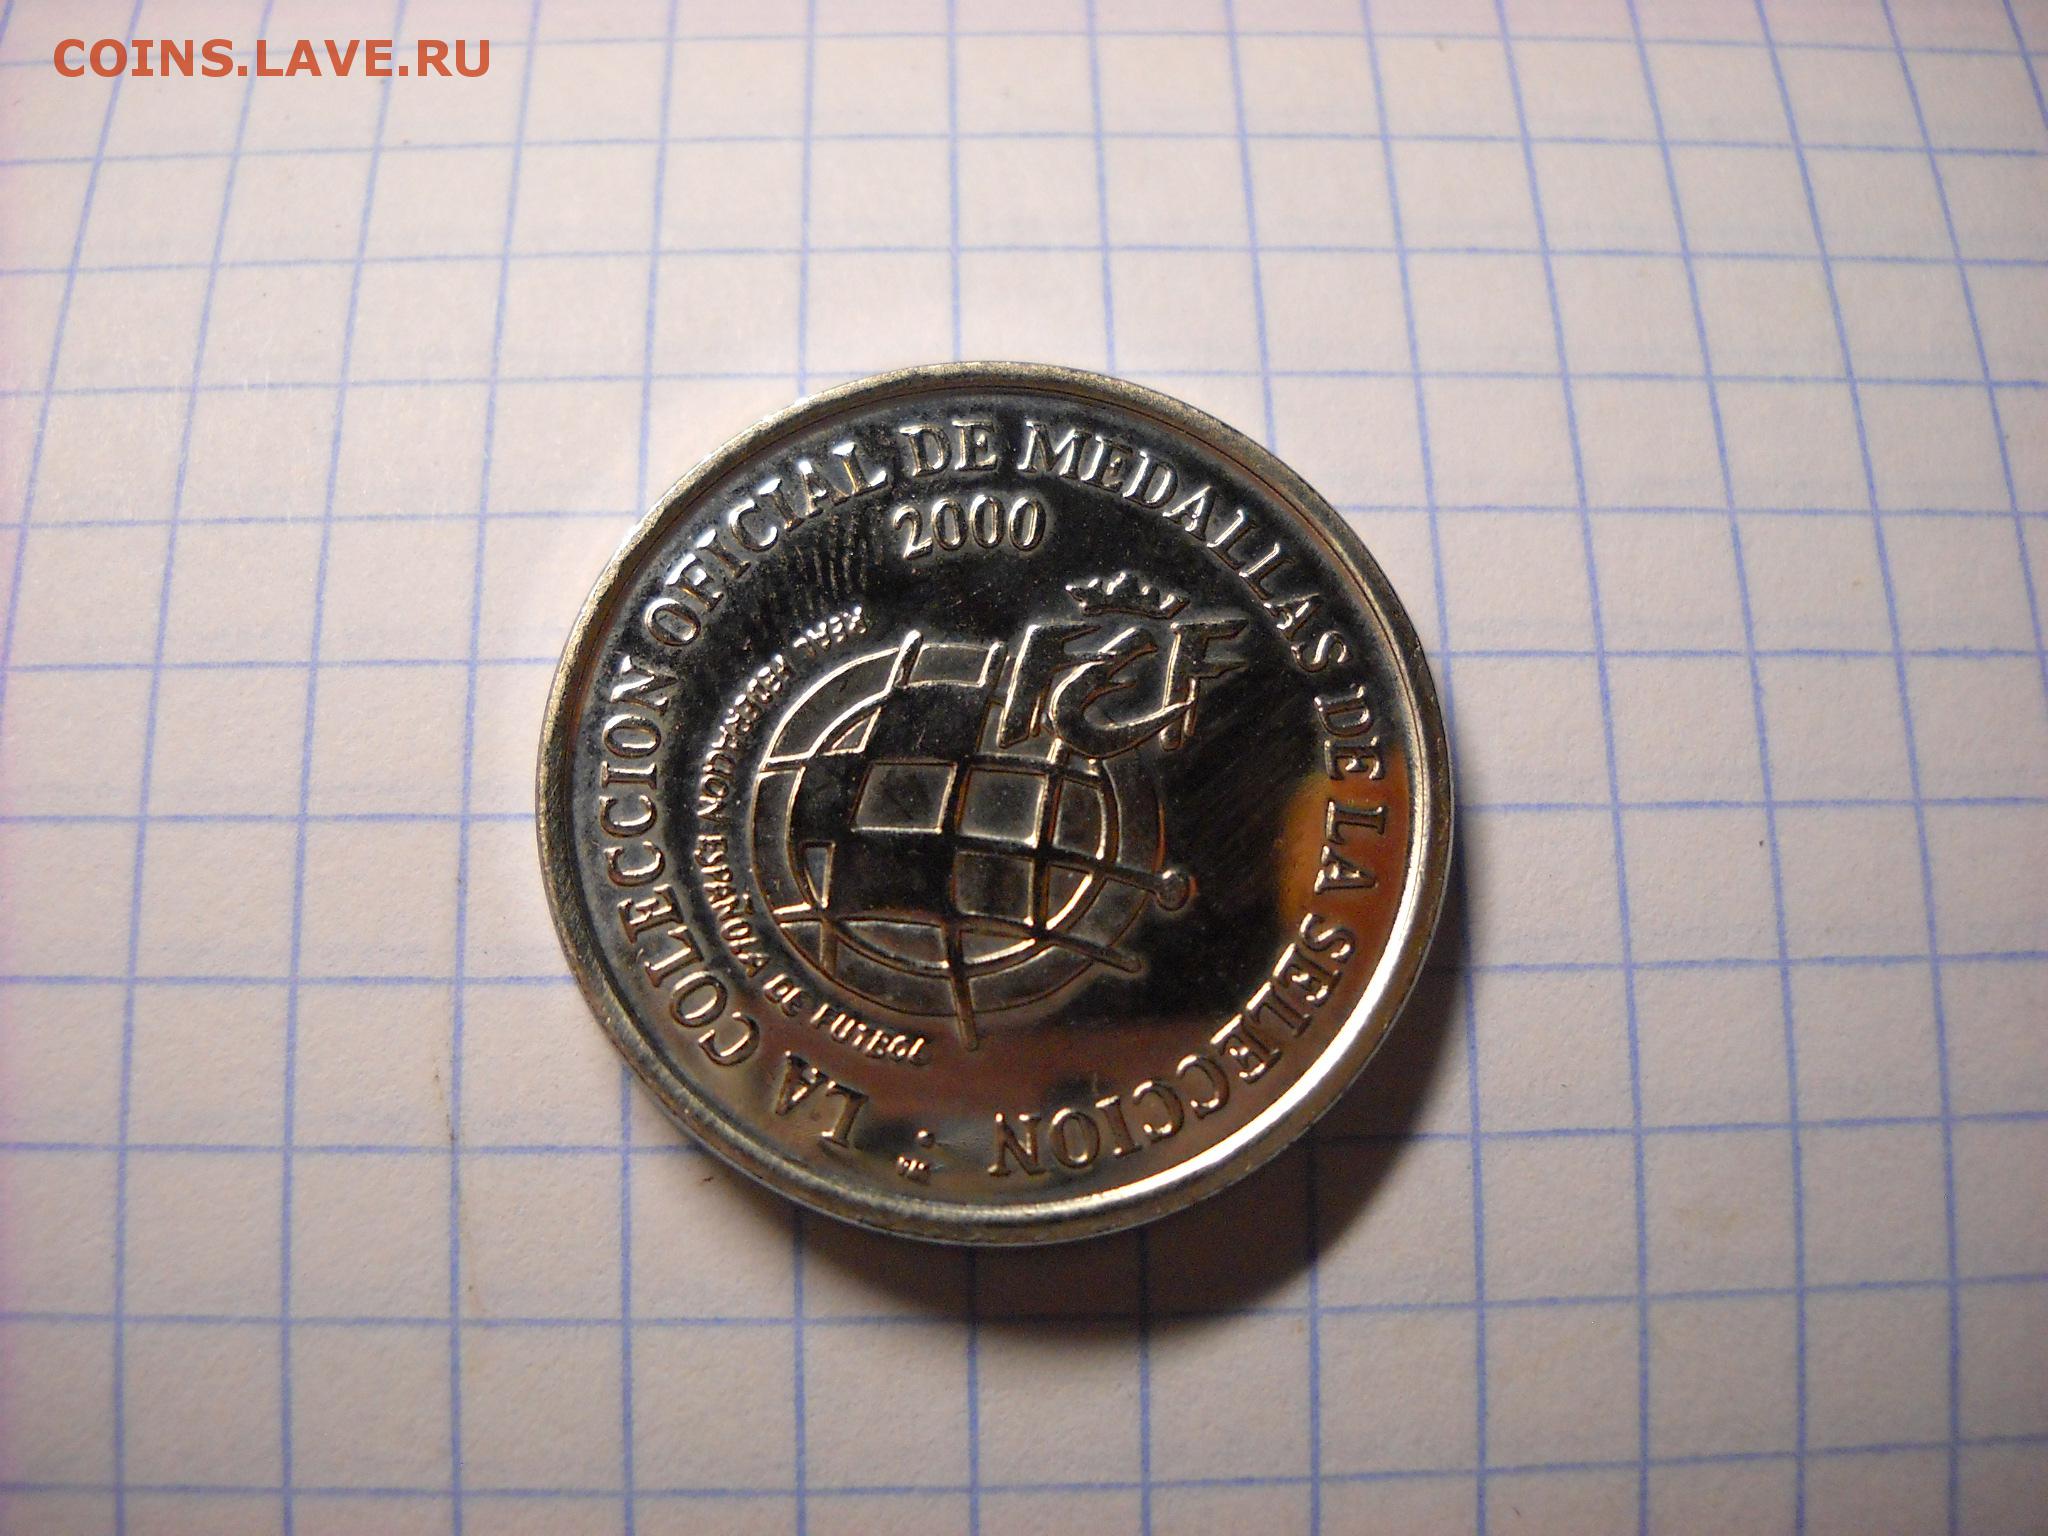 COINS.LAVE.RU
LA COLECCION OFICIAL DE MEDALLAS DE LA SELECCION
2000
REAL FEDERACION ESPAÑOLA DE FUTBOL